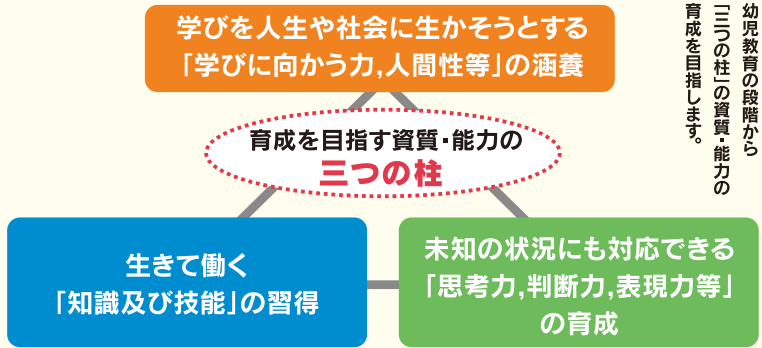 幼児教育の段階から
「三つの柱」の資質・能力の
育成を目指します。
学びを人生や社会に生かそうとする
「学びに向かう力,人間性等」の涵養
育成を目指す資質・能力の
三つの柱
生きて働く
「知識及び技能」の習得
未知の状況にも対応できる
「思考力,判断力,表現力等」
の育成